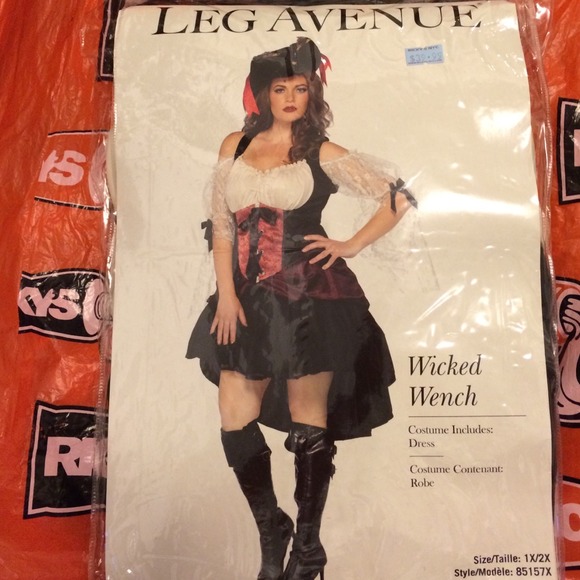 LEG AVENUE
Wicked
Wench
Costume Includes:
Dress
Costume Contenant:
Robe
Size/Taille: 1X/2X
Style/Modèle: 85157X